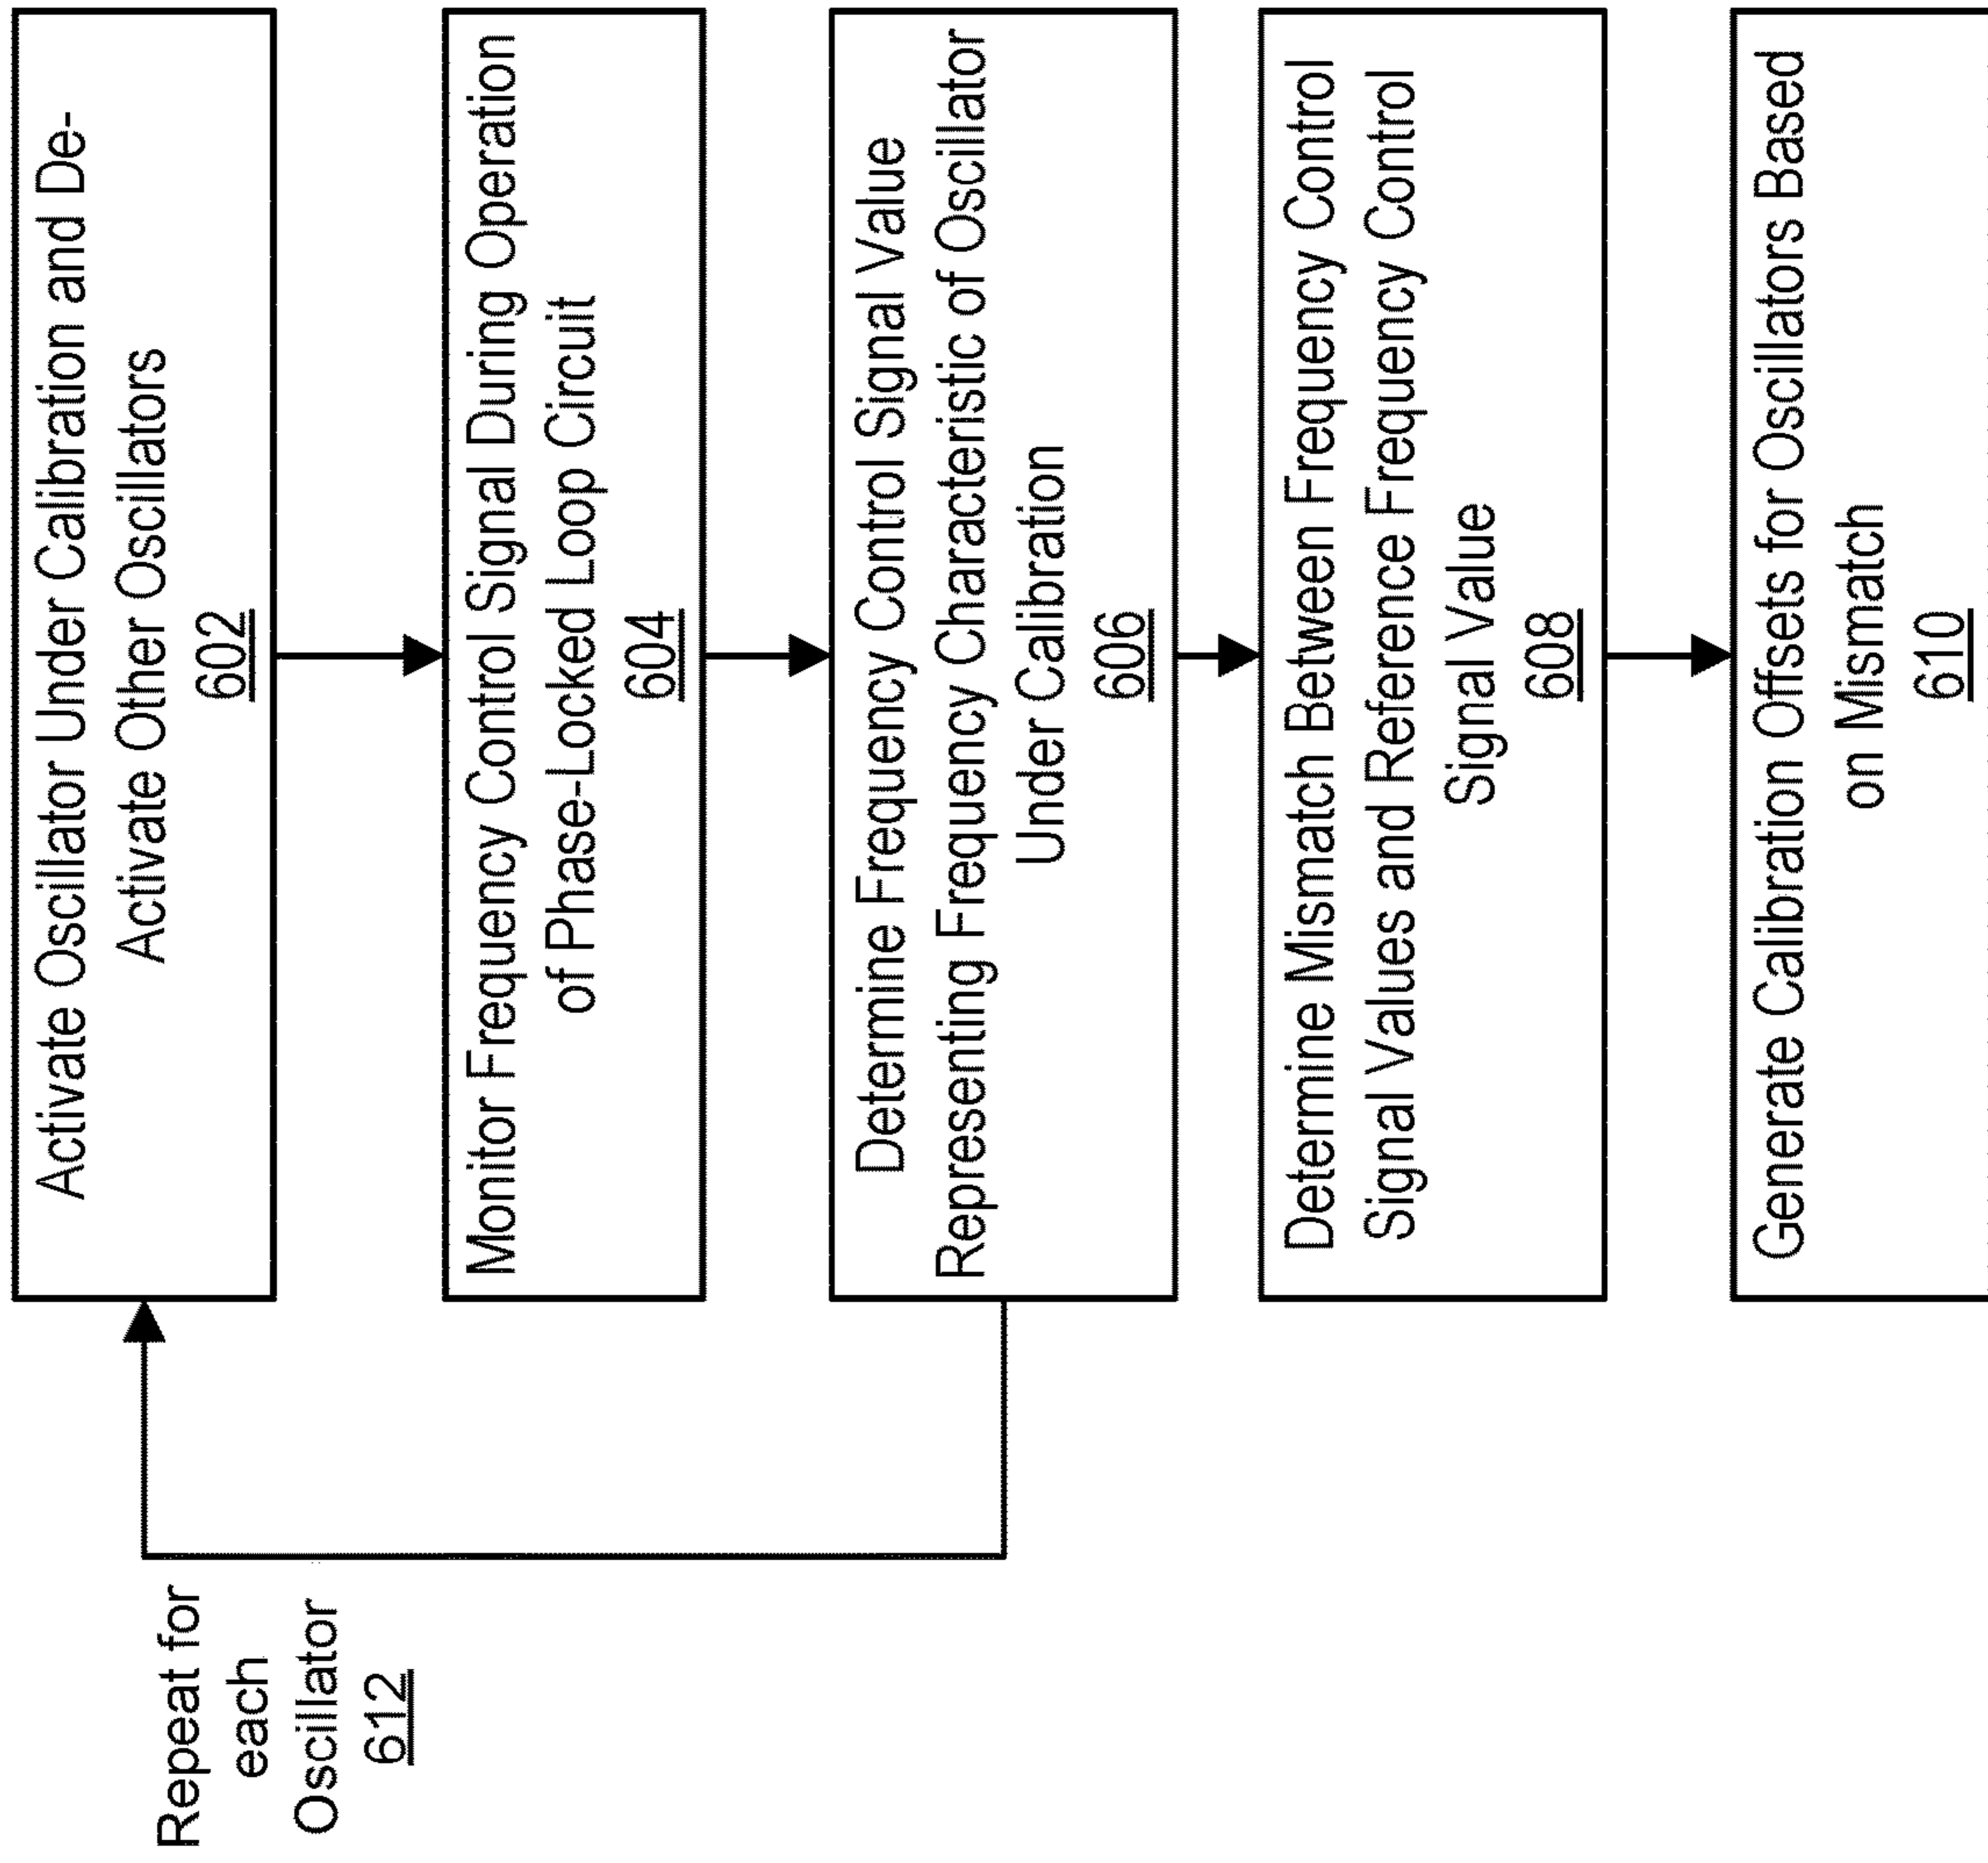 Activate Oscillator Under Calibration and De-
Activate Other Oscillators
602
Monitor Frequency Control Signal During Operation
of Phase-Locked Loop Circuit
604
Determine Frequency Control Signal Value
Representing Frequency Characteristic of Oscillator
Under Calibration
606
Determine Mismatch Between Frequency Control
Signal Values and Reference Frequency Control
Signal Value
608
Generate Calibration Offsets for Oscillators Based
on Mismatch
610
Repeat for
each
Oscillator
612